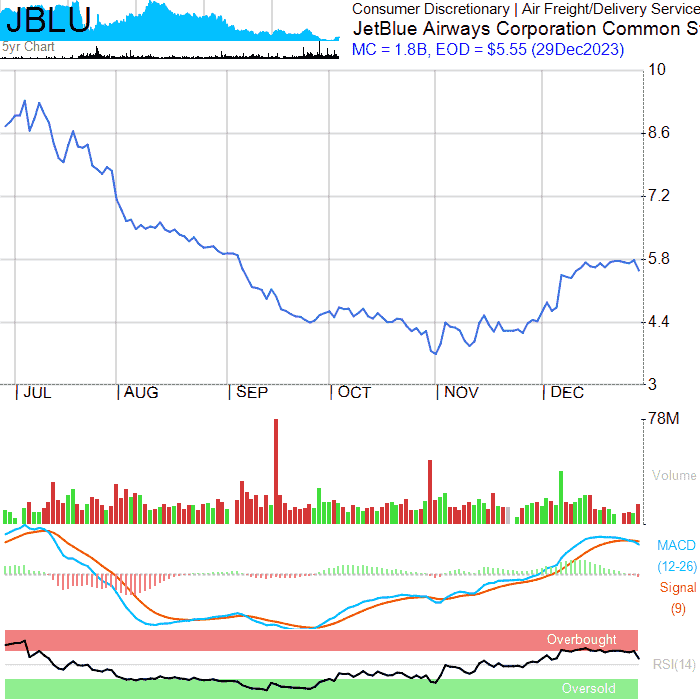 JBLU
5yr Chart
Consumer Discretionary | Air Freight/Delivery Service
JetBlue Airways Corporation Common S
MC = 1.8B, EOD = $5.55 (29Dec2023)
10
8.6
7.2
5.8
4.4
3
JUL AUG SEP OCT NOV DEC
78M
Volume
MACD
(12-26)
Signal
(9)
Overbought
RSI(14)
Oversold